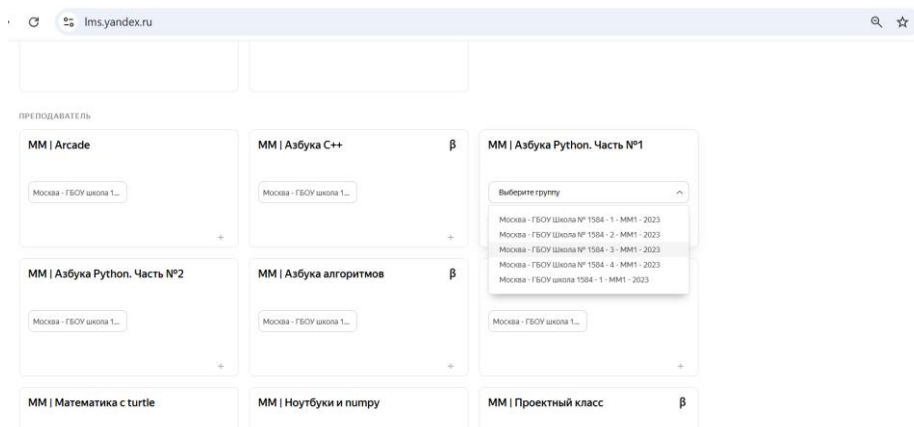 lms.yandex.ru
ПРЕПОДАВАТЕЛЬ
ММ | Arcade
Москва - ГБОУ школа 1...
+
ММ | Азбука C++
β
Москва - ГБОУ школа 1...
+
ММ | Азбука Python. Часть №1
Выберите группу
Москва - ГБОУ Школа № 1584 - 1 - ММ1 - 2023
Москва - ГБОУ Школа № 1584 - 2 - ММ1 - 2023
Москва - ГБОУ Школа № 1584 - 3 - ММ1 - 2023
Москва - ГБОУ Школа № 1584 - 4 - ММ1 - 2023
Москва - ГБОУ школа 1584 - 1 - ММ1 - 2023
ММ | Азбука Python. Часть №2
Москва - ГБОУ школа 1...
+
ММ | Азбука алгоритмов
β
Москва - ГБОУ школа 1...
+
Москва - ГБОУ школа 1...
+
ММ | Математика с turtle
ММ | Ноутбуки и numpy
ММ | Проектный класс
β